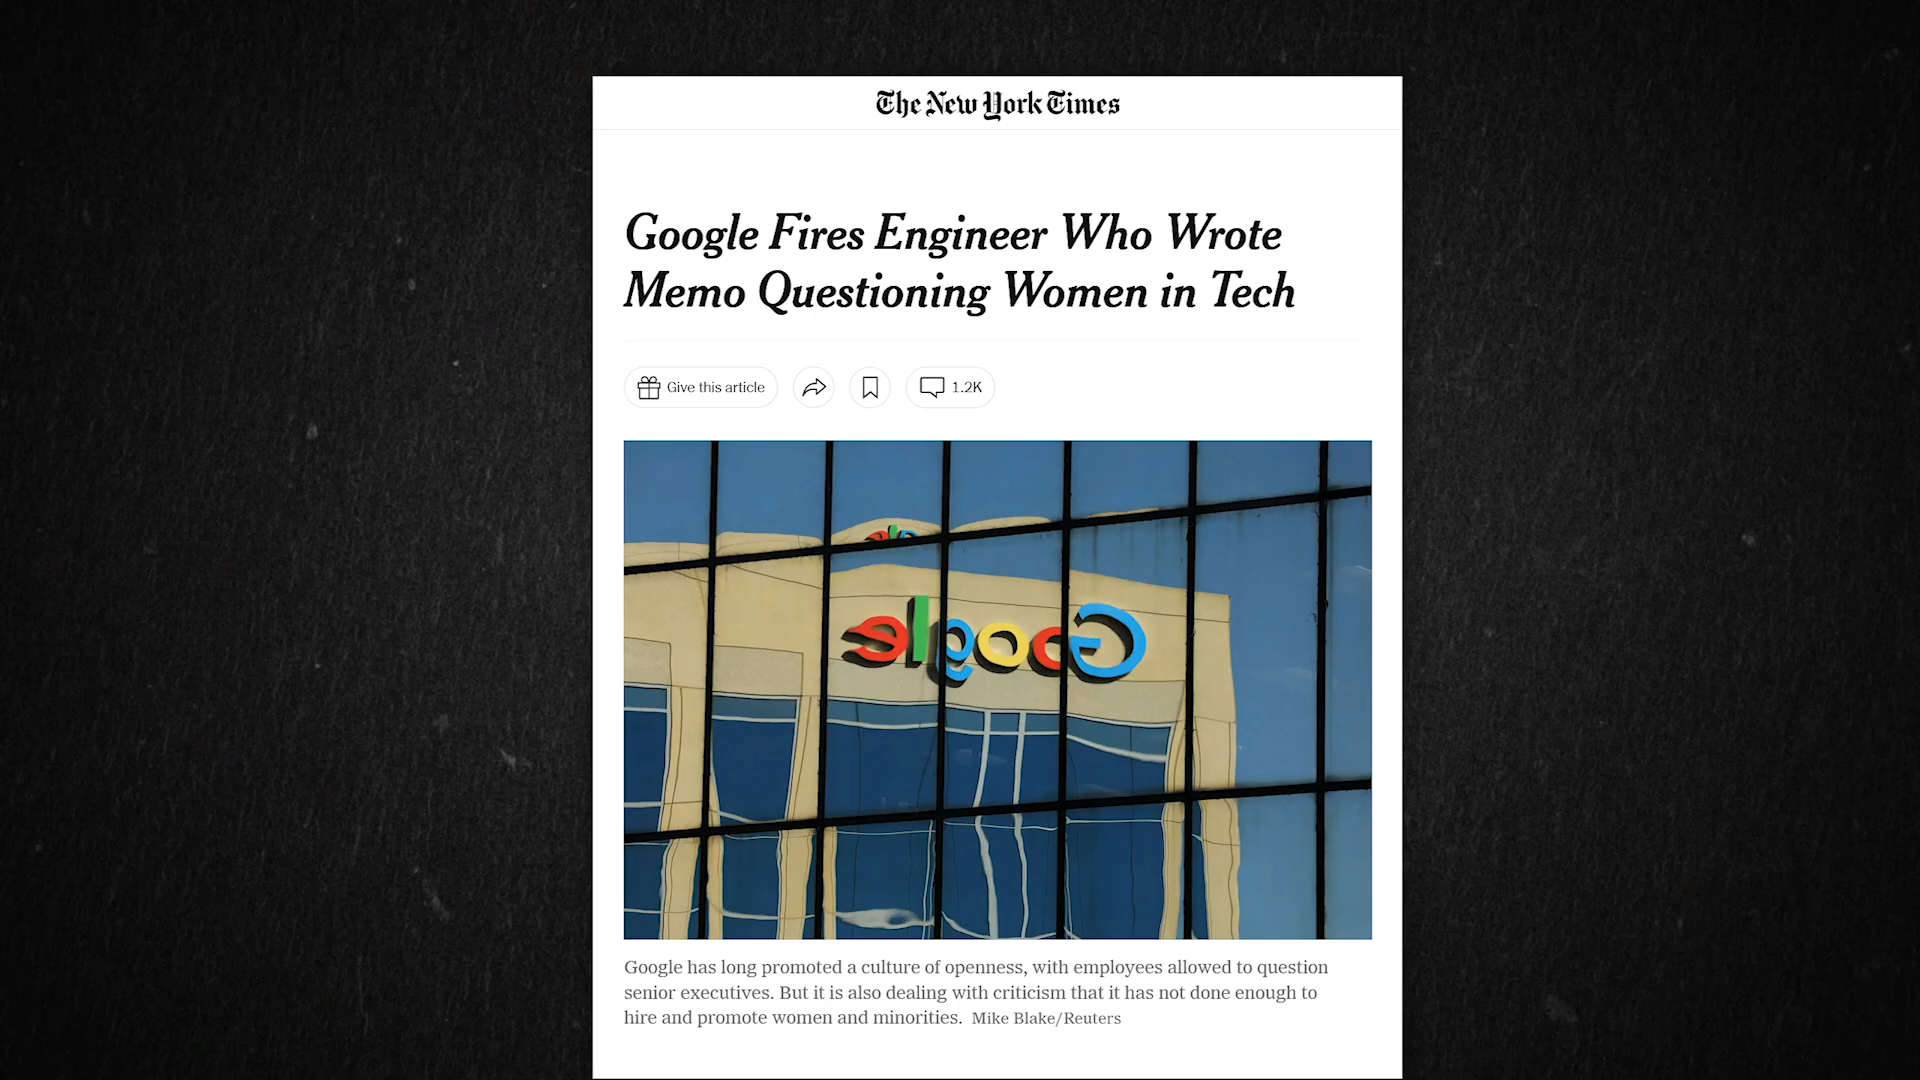 The New York Times
Google Fires Engineer Who Wrote
Memo Questioning Women in Tech
Give this article
1.2K
Google
Google has long promoted a culture of openness, with employees allowed to question
senior executives. But it is also dealing with criticism that it has not done enough to
hire and promote women and minorities. Mike Blake/Reuters